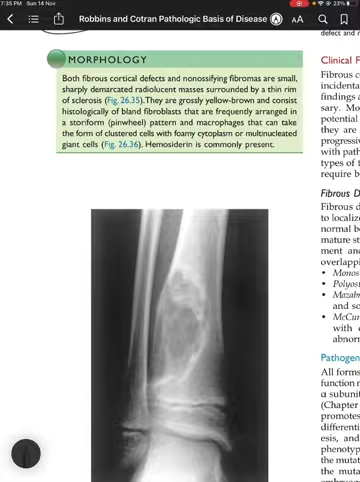 7:35 PM Sun 14 Nov
23%
Robbins and Cotran Pathologic Basis of Disease
AA
defect and r
MORPHOLOGY
Both fibrous cortical defects and nonossifying fibromas are small,
sharply demarcated radiolucent masses surrounded by a thin rim
of sclerosis (Fig. 26.35). They are grossly yellow-brown and consist
histologically of bland fibroblasts that are frequently arranged in
a storiform (pinwheel) pattern and macrophages that can take
the form of clustered cells with foamy cytoplasm or multinucleated
giant cells (Fig. 26.36). Hemosiderin is commonly present.
Clinical F
Fibrous c
incidenta
findings a
sary. Mo
potential
they are
progressiv
with path
types of t
require b
Fibrous D
Fibrous d
to localiz
normal b
mature st
ment and
overlappi
• Monos
• Polyos
• Mazab
and so
• McCun
with c
abnorr
Pathogen
All forms
function r
α subunit
(Chapter
promotes
differenti
esis, and
phenotyp
the mutat
the muta